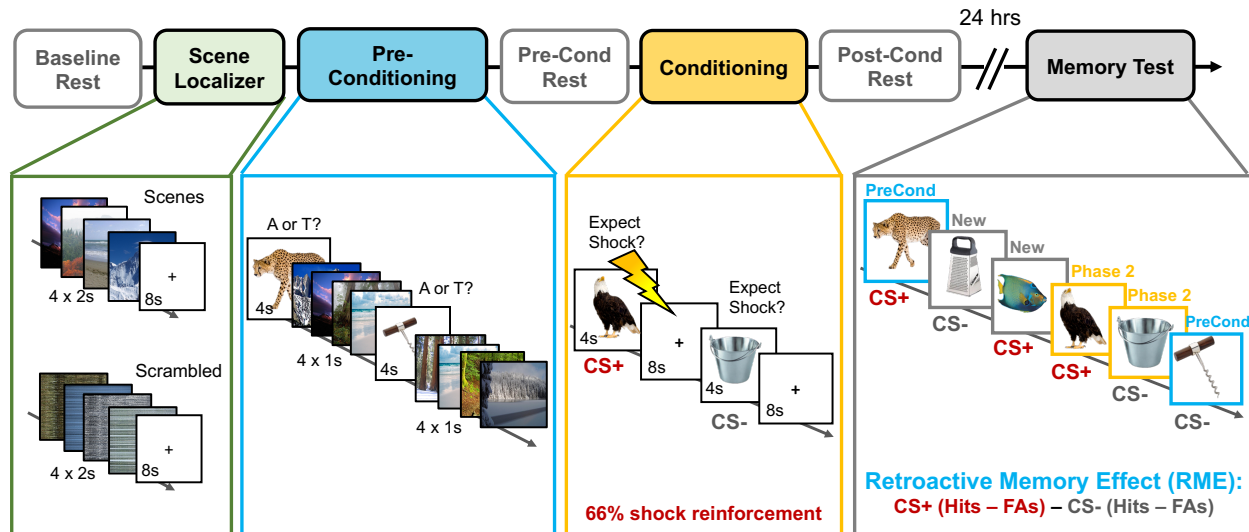 24 hrs
Baseline
Rest
Scene
Localizer
Pre-
Conditioning
Pre-Cond
Rest
Conditioning
Post-Cond
Rest
Memory Test
Scenes
+
8s
4 x 2s
Scrambled
+
8s
4 x 2s
A or T?
4s
4 x 1s
A or T?
4s
4 x 1s
Expect
Shock?
4s
CS+
+
8s
Expect
Shock?
4s
CS-
+
8s
66% shock reinforcement
PreCond
CS+
New
CS-
New
CS+
Phase 2
CS+
Phase 2
CS-
PreCond
CS-
Retroactive Memory Effect (RME):
CS+ (Hits – FAs) – CS- (Hits – FAs)